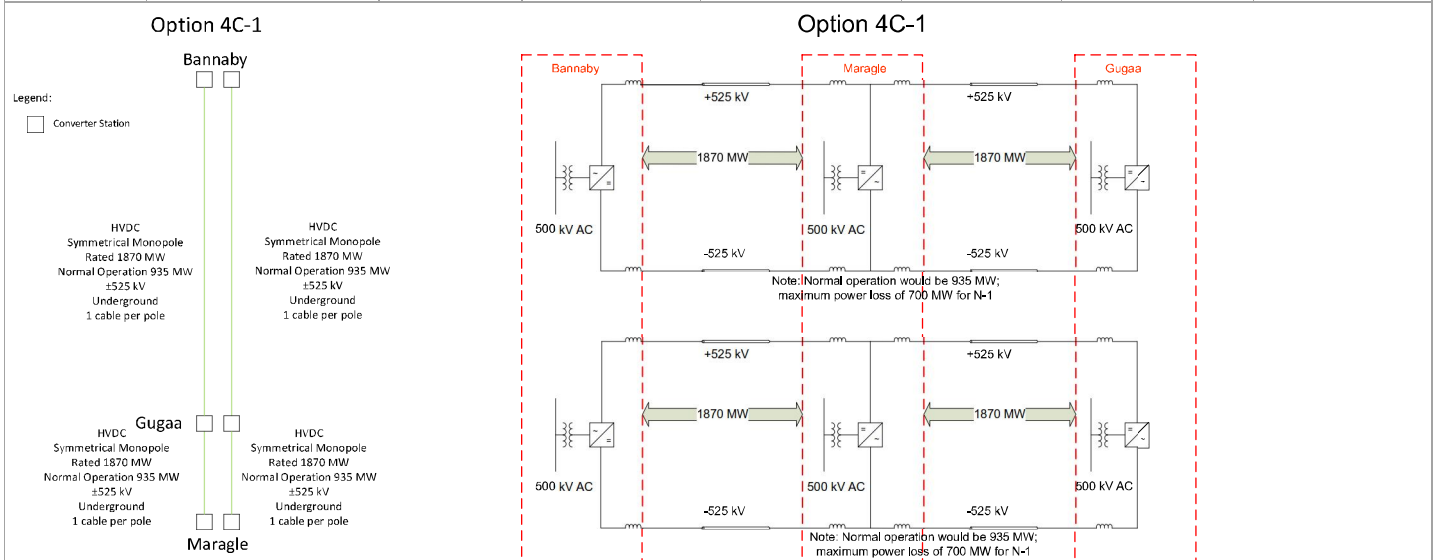 Option 4C-1
Bannaby
Legend:
Converter Station
HVDC
Symmetrical Monopole
Rated 1870 MW
Normal Operation 935 MW
±525 kV
Underground
1 cable per pole
HVDC
Symmetrical Monopole
Rated 1870 MW
Normal Operation 935 MW
±525 kV
Underground
1 cable per pole
Gugaa
HVDC
Symmetrical Monopole
Rated 1870 MW
Normal Operation 935 MW
±525 kV
Underground
1 cable per pole
HVDC
Symmetrical Monopole
Rated 1870 MW
Normal Operation 935 MW
±525 kV
Underground
1 cable per pole
Maragle
Option 4C-1
Bannaby
Maragle
Gugaa
+525 kV
+525 kV
1870 MW
1870 MW
500 kV AC
500 kV AC
500 kV AC
-525 kV
-525 kV
Note: Normal operation would be 935 MW;
maximum power loss of 700 MW for N-1
+525 kV
+525 kV
1870 MW
1870 MW
500 kV AC
500 kV AC
500 kV AC
-525 kV
-525 kV
Note: Normal operation would be 935 MW;
maximum power loss of 700 MW for N-1